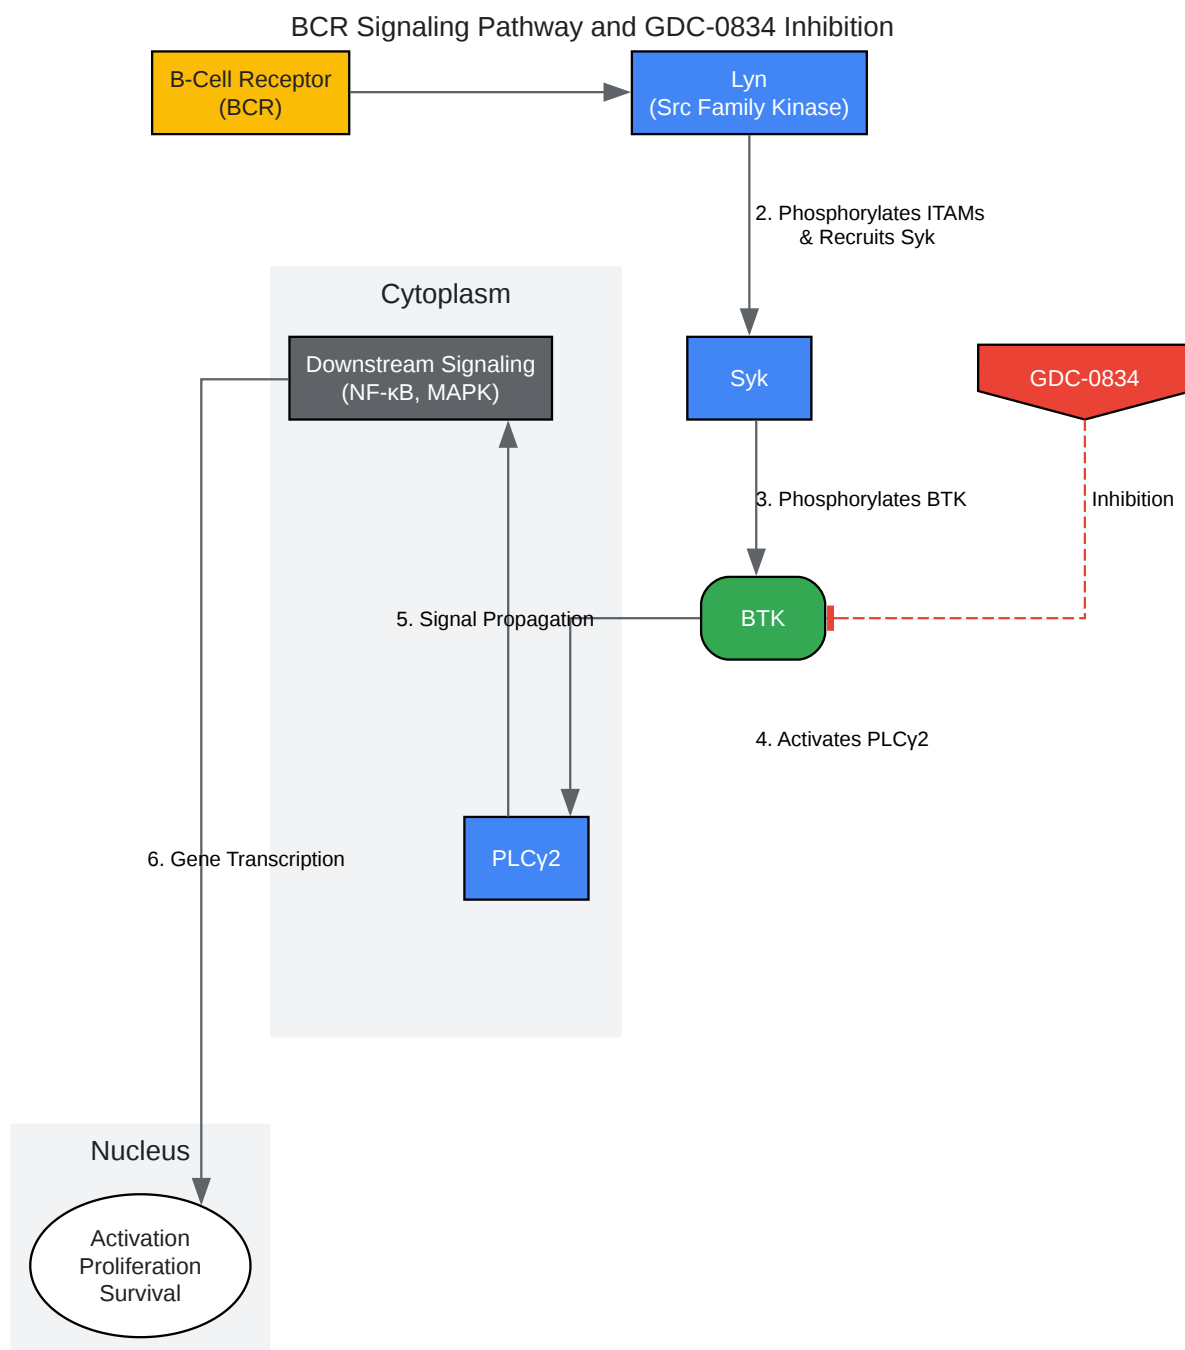 BCR Signaling Pathway and GDC-0834 Inhibition
B-Cell Receptor
(BCR)
Lyn
(Src Family Kinase)
2. Phosphorylates ITAMs
& Recruits Syk
Cytoplasm
Downstream Signaling
(NF-κB, MAPK)
Syk
GDC-0834
3. Phosphorylates BTK
Inhibition
5. Signal Propagation
BTK
4. Activates PLCγ2
6. Gene Transcription
PLCγ2
Nucleus
Activation
Proliferation
Survival